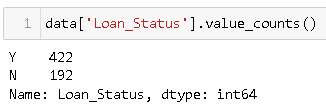 1 data['Loan_Status'].value_counts()
Y 422
N 192
Name: Loan_Status, dtype: int64